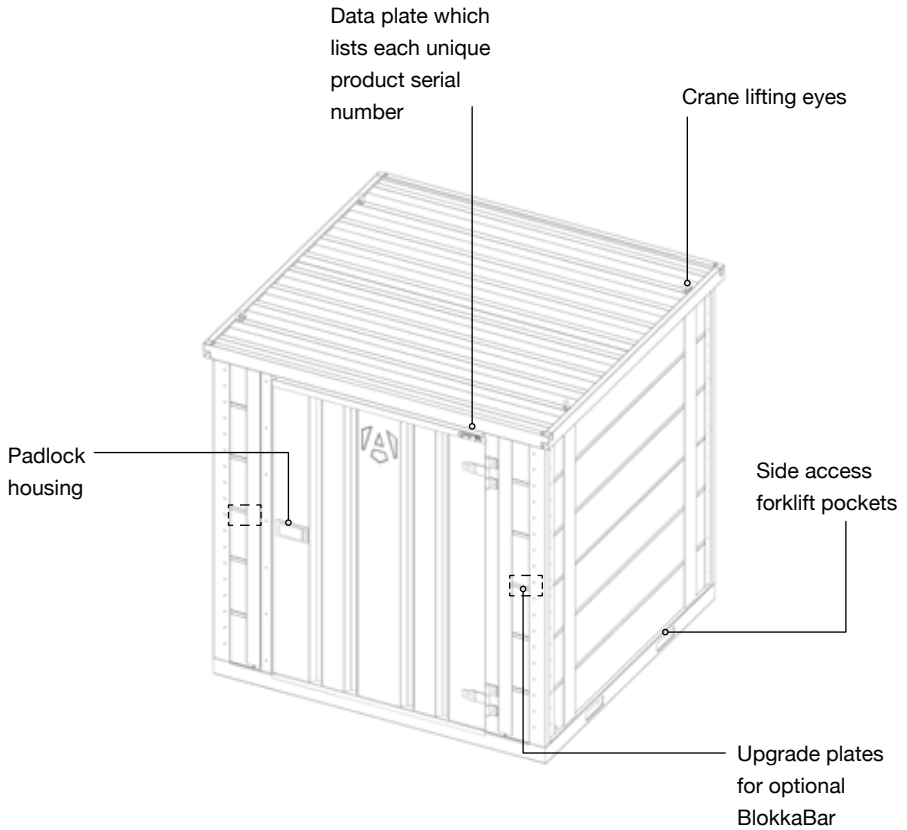 Data plate which
lists each unique
product serial
number
Crane lifting eyes
Padlock
housing
Side access
forklift pockets
Upgrade plates
for optional
BlokkaBar